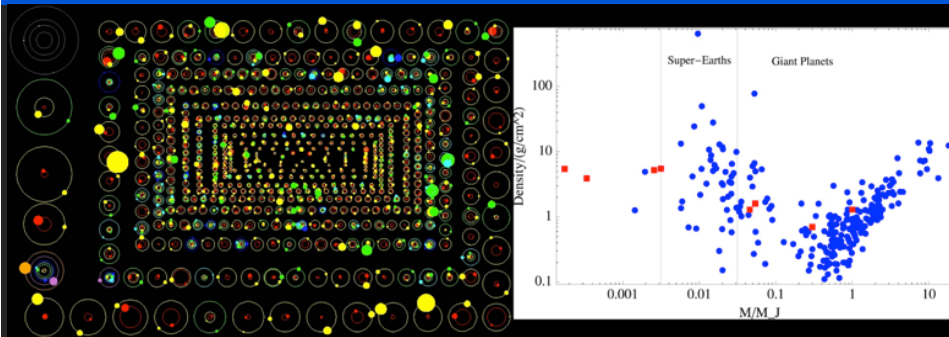 Super-Earths
Giant Planets
Density/(g/cm^2)
100
10
1
0.1
0.001
0.01
0.1
1
10
M/M_J